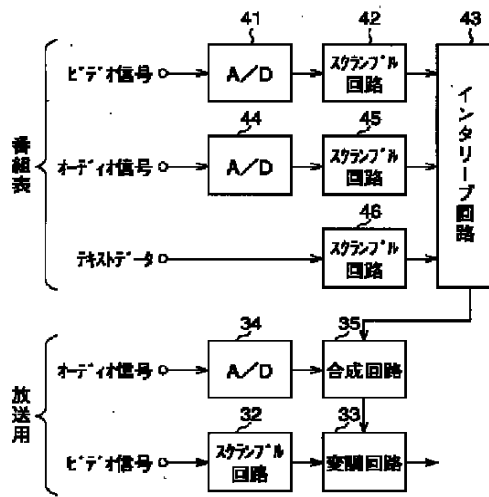 41
42
43
ビデオ信号
A/D
スクランブル
回路
インタリーブ回路
44
45
番組表
オーディオ信号
A/D
スクランブル
回路
46
テキストデータ
スクランブル
回路
34
35
放送用
オーディオ信号
A/D
合成回路
32
33
ビデオ信号
スクランブル
回路
変調回路